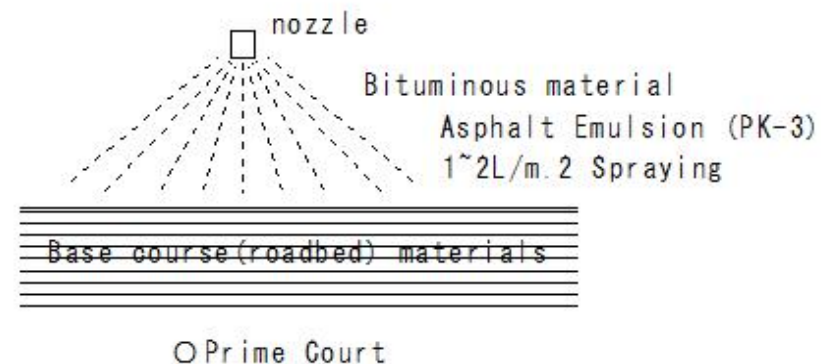 nozzle
Bituminous material
Asphalt Emulsion (PK-3)
1~2L/m.2 Spraying
Base course(roadbed) materials
○Prime Court